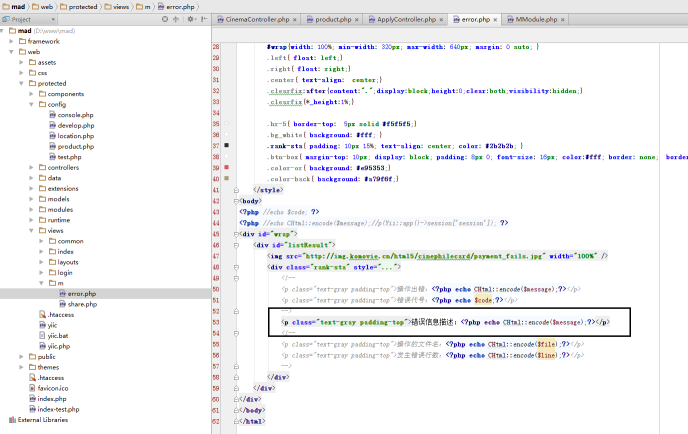 mad › web › protected › views › m › error.php
Project
CinemaController.php × product.php × ApplyController.php × error.php × MModule.php ×
mad (D:\www\mad)
framework
web
assets
css
protected
components
config
console.php
develop.php
location.php
product.php
test.php
controllers
data
extensions
models
modules
runtime
views
common
index
layouts
login
m
error.php
share.php
.htaccess
yiic
yiic.bat
yiic.php
public
themes
.htaccess
favicon.ico
index.php
index-test.php
External Libraries
28 #wrap{width: 100%; min-width: 320px; max-width: 640px; margin: 0 auto; }
29 .left{ float: left;}
30 .right{ float: right;}
31 .center{ text-align: center;}
32 .clearfix:after{content:".";display:block;height:0;clear:both;visibility:hidden;}
33 .clearfix{*_height:1%;}
34
35 .hr-5{ border-top: 5px solid #f5f5f5;}
36 .bg_white{ background: #fff; }
37 .rank-sta{ padding: 10px 15%; text-align: center; color: #2b2b2b; }
38 .btn-box{ margin-top: 10px; display: block; padding: 8px 0; font-size: 16px; color:#fff; border: none; border
39 .color-or{ background: #e95353;}
40 .color-back{ background: #a79f6f;}
41 </style>
42 <body>
43 <?php //echo $code; ?>
44 <?php //echo CHtml::encode($message);//p(Yii::app()->session['session']); ?>
45 <div id="wrap">
46 <div id="listResult">
47 <img src="http://img.komovie.cn/html5/cinephilecard/payment_fails.jpg" width="100%" />
48 <div class="rank-sta" style="...">
49 <!--
50 <p class="text-gray padding-top">操作出错：<?php echo CHtml::encode($message);?></p>
51 <p class="text-gray padding-top">错误代号：<?php echo $code;?></p>
52 -->
53 <p class="text-gray padding-top">错误信息描述：<?php echo CHtml::encode($message);?></p>
54 <!--
55 <p class="text-gray padding-top">操作的文件名：<?php echo CHtml::encode($file);?></p>
56 <p class="text-gray padding-top">发生错误行数：<?php echo CHtml::encode($line);?></p>
57 -->
58 </div>
59 </div>
60 </div>
61 </body>
62 </html>